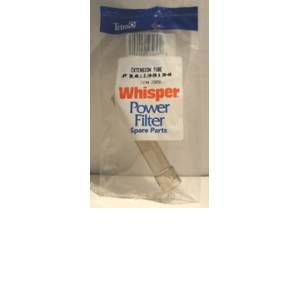 Tetra
EXTENSION TUBE
Whisper
Power
Filter
Spare Parts